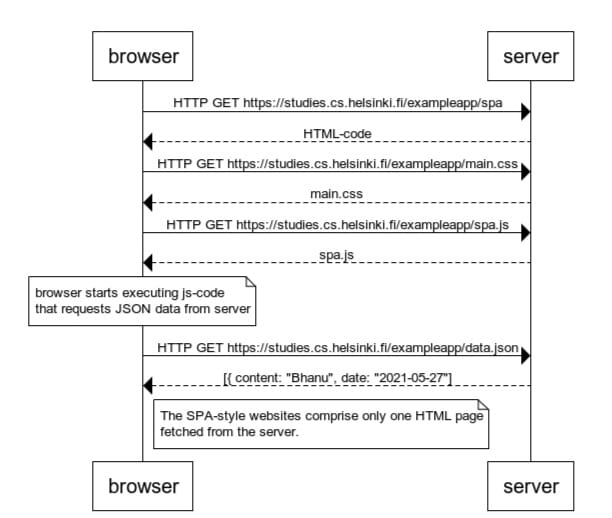 browser
server
HTTP GET https://studies.cs.helsinki.fi/exampleapp/spa
HTML-code
HTTP GET https://studies.cs.helsinki.fi/exampleapp/main.css
main.css
HTTP GET https://studies.cs.helsinki.fi/exampleapp/spa.js
spa.js
browser starts executing js-code
that requests JSON data from server
HTTP GET https://studies.cs.helsinki.fi/exampleapp/data.json
[{ content: "Bhanu", date: "2021-05-27"]
The SPA-style websites comprise only one HTML page
fetched from the server.
browser
server